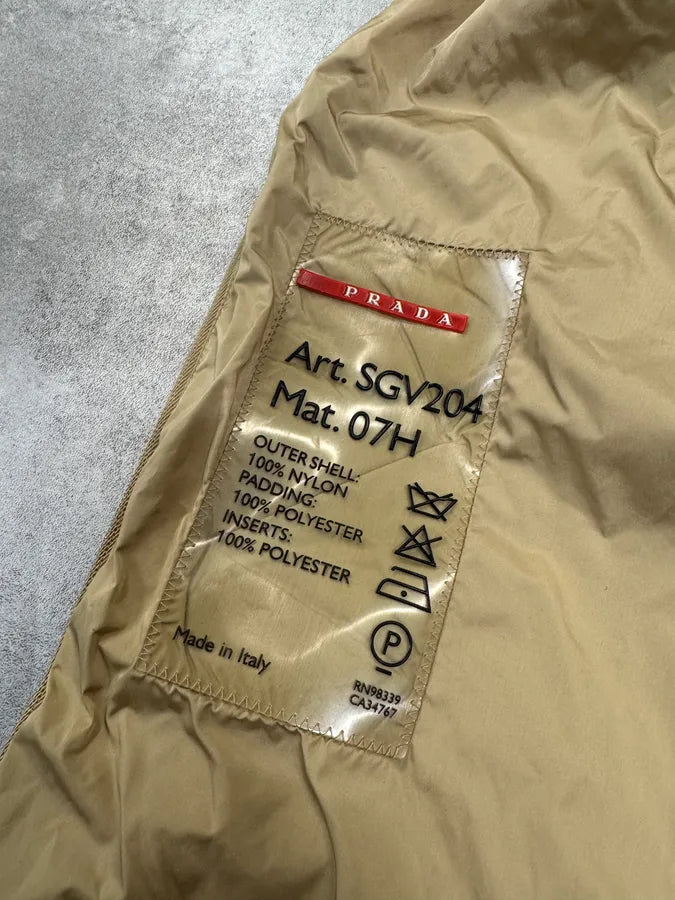 PRADA
Art. SGV204
Mat. 07H
OUTER SHELL:
100% NYLON
PADDING:
100% POLYESTER
INSERTS:
100% POLYESTER
P
Made in Italy
RN98339
CA34767